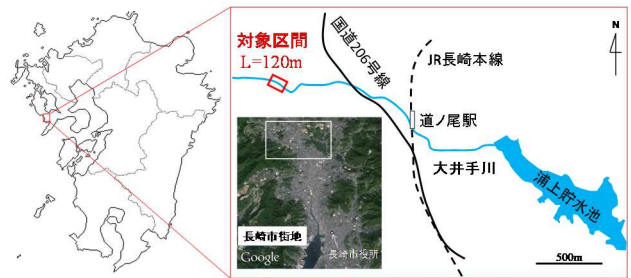 対象区間
L=120m
国道206号線
JR長崎本線
N
道ノ尾駅
大井手川
浦上貯水池
500m
Google
長崎市街地
長崎市役所